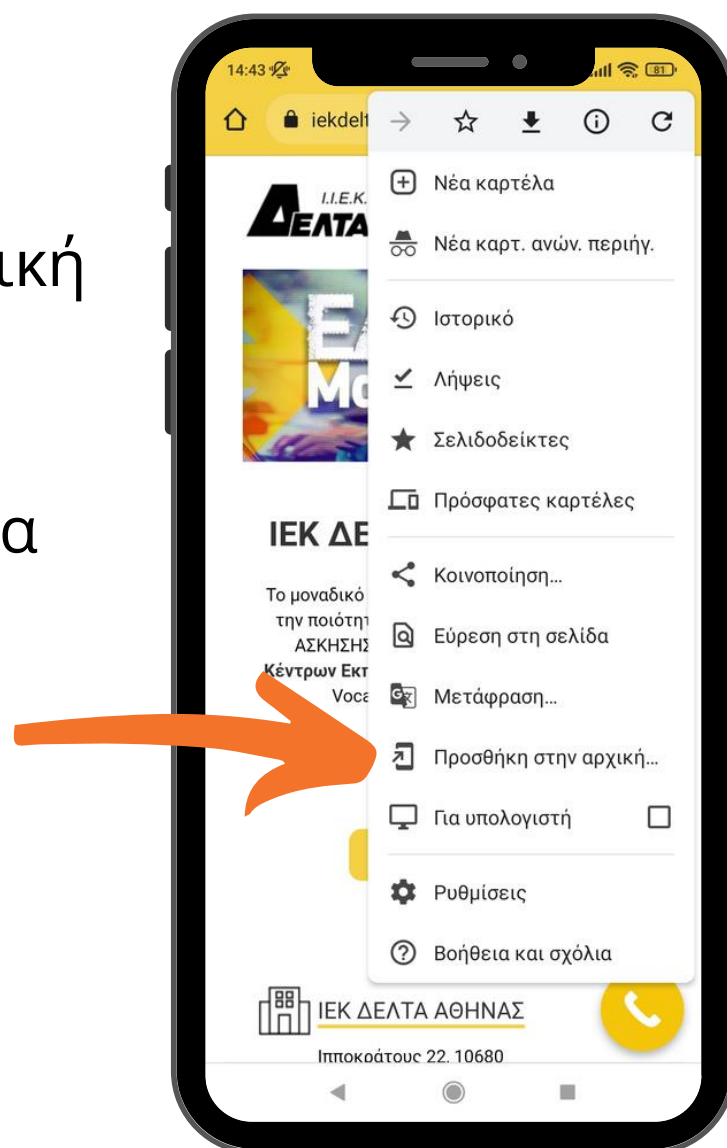 14:43
81
iekdelt
Ι.Ι.Ε.Κ.
ΔΕΛΤΑ
Νέα καρτέλα
Νέα καρτ. ανών. περιήγ.
ική
Ιστορικό
Λήψεις
Σελιδοδείκτες
Πρόσφατες καρτέλες
α
ΙΕΚ ΔΕ
Κοινοποίηση...
Το μοναδικό
την ποιότητ
Εύρεση στη σελίδα
ΑΣΚΗΣΗΣ
Κέντρων Εκπ
Voca
Μετάφραση...
Προσθήκη στην αρχική...
Για υπολογιστή
Ρυθμίσεις
Βοήθεια και σχόλια
ΙΕΚ ΔΕΛΤΑ ΑΘΗΝΑΣ
Ιπποκράτους 22, 10680